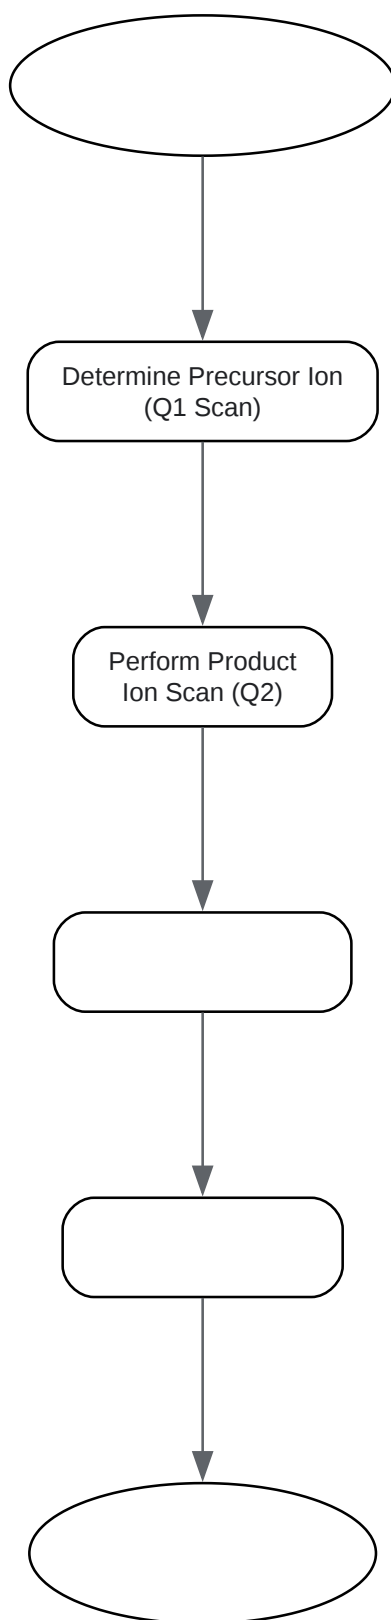 Determine Precursor Ion
(Q1 Scan)
Perform Product
Ion Scan (Q2)